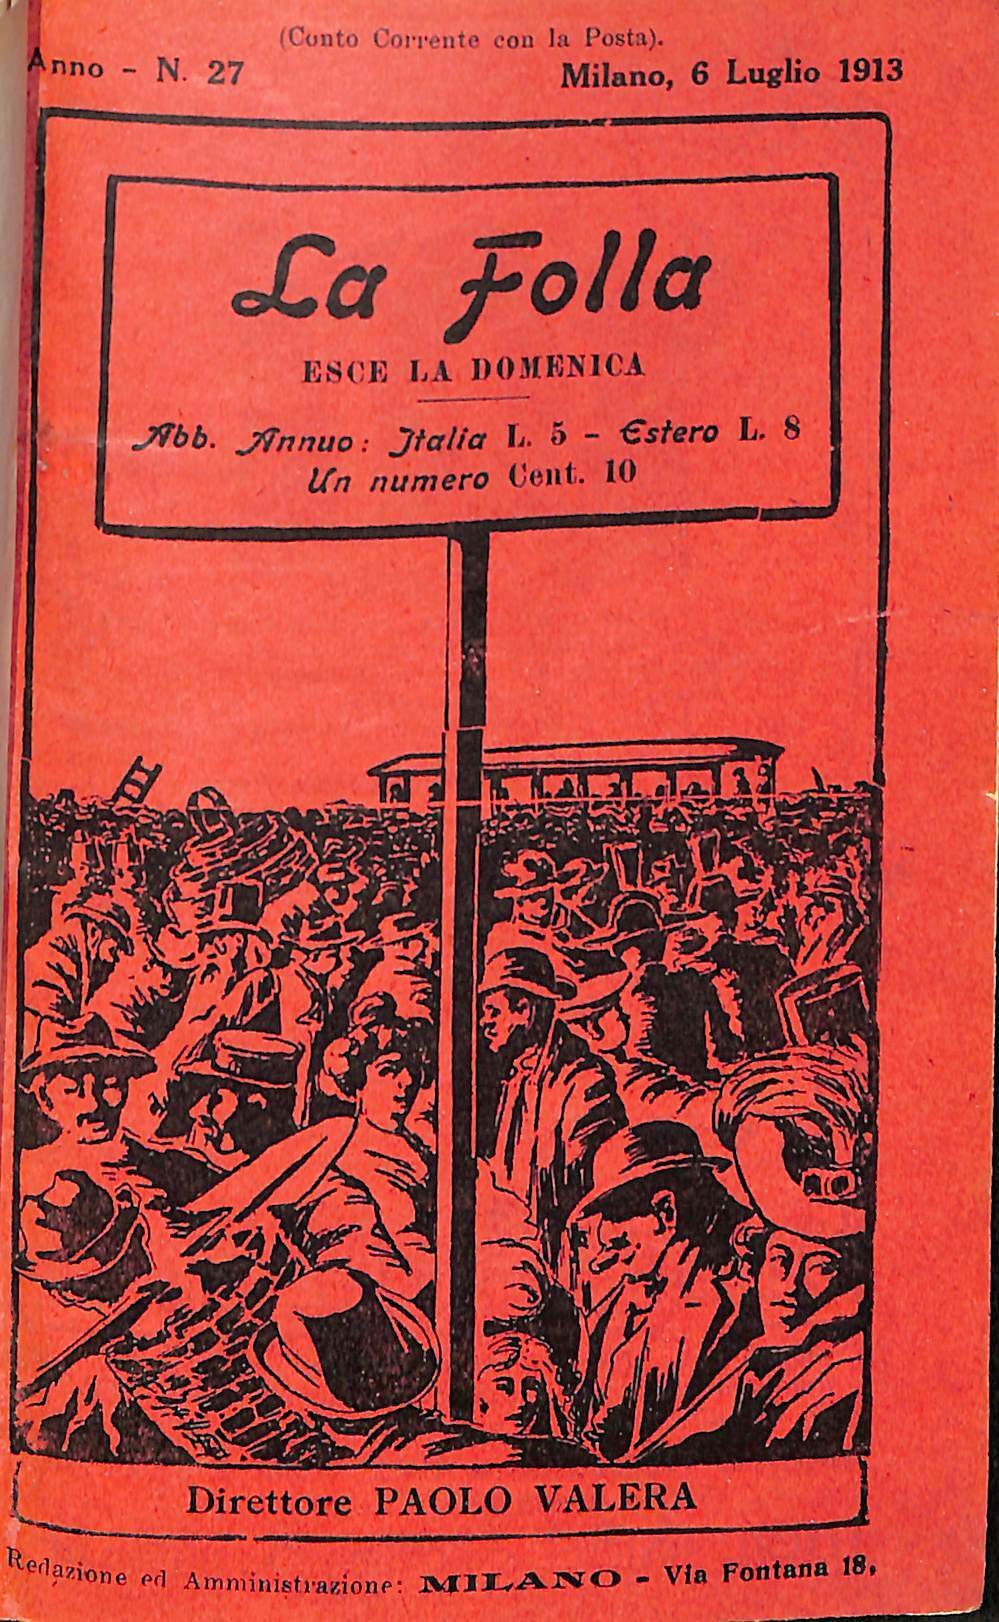 (Conto Corrente con la Posta).
Anno - N. 27
Milano, 6 Luglio 1913
La Folla
ESCE LA DOMENICA
Abb. Annuo: Italia L. 5 - Estero L. 8
Un numero Cent. 10
Direttore PAOLO VALERA
Redazione ed Amministrazione: MILANO - Via Fontana 18.